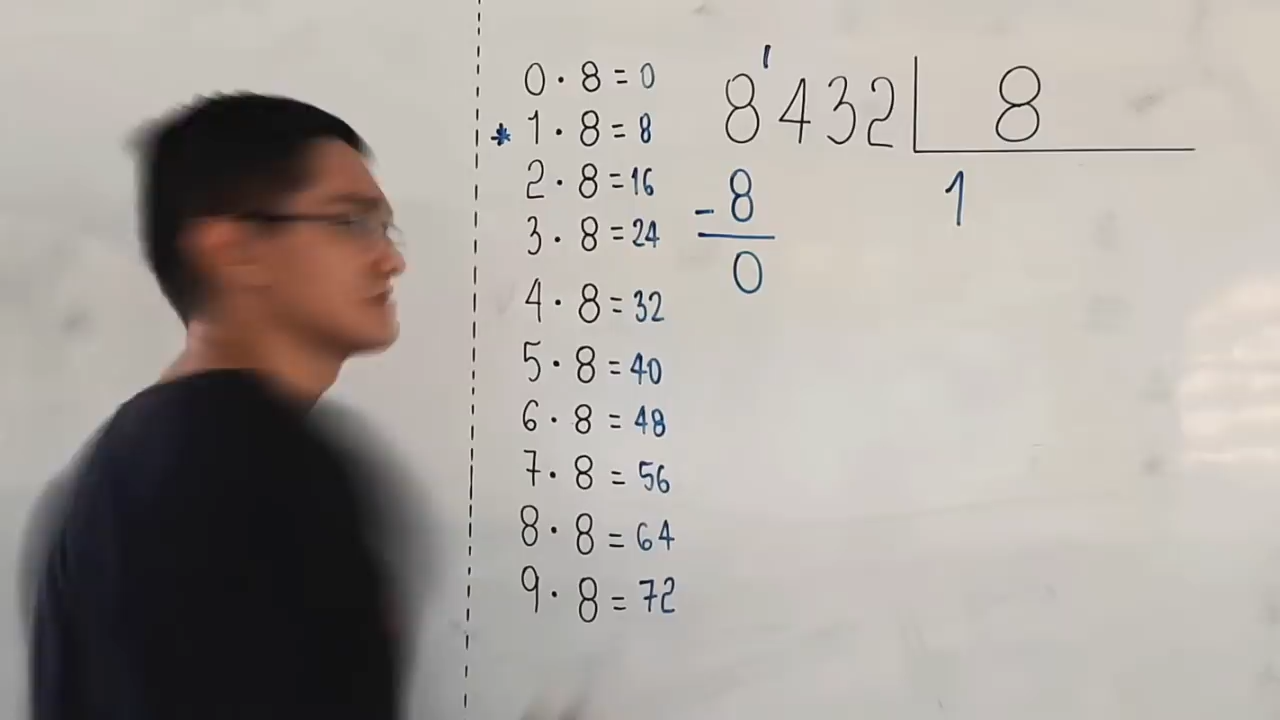 0 · 8 = 0
* 1 · 8 = 8
2 · 8 = 16
3 · 8 = 24
4 · 8 = 32
5 · 8 = 40
6 · 8 = 48
7 · 8 = 56
8 · 8 = 64
9 · 8 = 72
8'432 8
- 8 1
0